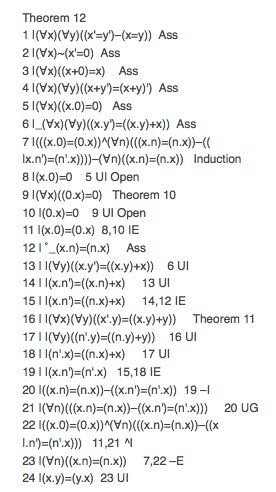 Theorem 12
1 l(∀x)(∀y)((x'=y')–(x=y)) Ass
2 l(∀x)~(x'=0) Ass
3 l(∀x)((x+0)=x) Ass
4 l(∀x)(∀y)((x+y')=(x+y)') Ass
5 l(∀x)((x.0)=0) Ass
6 l_(∀x)(∀y)((x.y')=((x.y)+x)) Ass
7 l(((x.0)=(0.x))^(∀n)(((x.n)=(n.x))–((
lx.n')=(n'.x))))–(∀n)((x.n)=(n.x)) Induction
8 l(x.0)=0 5 UI Open
9 l(∀x)((0.x)=0) Theorem 10
10 l(0.x)=0 9 UI Open
11 l(x.0)=(0.x) 8,10 IE
12 l ˚_(x.n)=(n.x) Ass
13 l l(∀y)((x.y')=((x.y)+x)) 6 UI
14 l l(x.n')=((x.n)+x) 13 UI
15 l l(x.n')=((n.x)+x) 14,12 IE
16 l l(∀x)(∀y)((x'.y)=((x.y)+y)) Theorem 11
17 l l(∀y)((n'.y)=((n.y)+y)) 16 UI
18 l l(n'.x)=((n.x)+x) 17 UI
19 l l(x.n')=(n'.x) 15,18 IE
20 l((x.n)=(n.x))–((x.n')=(n'.x)) 19 –I
21 l(∀n)(((x.n)=(n.x))–((x.n')=(n'.x))) 20 UG
22 l((x.0)=(0.x))^(∀n)(((x.n)=(n.x))–((x
l.n')=(n'.x))) 11,21 ^I
23 l(∀n)((x.n)=(n.x)) 7,22 –E
24 l(x.y)=(y.x) 23 UI